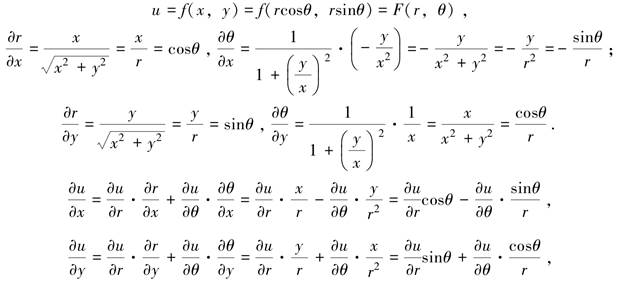 u = f(x, y) = f(rcosθ, rsinθ) = F(r, θ) ,
∂r/∂x = x/√(x² + y²) = x/r = cosθ , ∂θ/∂x = 1/(1 + (y/x)²) · (− y/x²) = − y/(x² + y²) = − y/r² = − sinθ/r ;
∂r/∂y = y/√(x² + y²) = y/r = sinθ , ∂θ/∂y = 1/(1 + (y/x)²) · 1/x = x/(x² + y²) = cosθ/r .
∂u/∂x = ∂u/∂r · ∂r/∂x + ∂u/∂θ · ∂θ/∂x = ∂u/∂r · x/r − ∂u/∂θ · y/r² = ∂u/∂r cosθ − ∂u/∂θ · sinθ/r ,
∂u/∂y = ∂u/∂r · ∂r/∂y + ∂u/∂θ · ∂θ/∂y = ∂u/∂r · y/r + ∂u/∂θ · x/r² = ∂u/∂r sinθ + ∂u/∂θ · cosθ/r ,